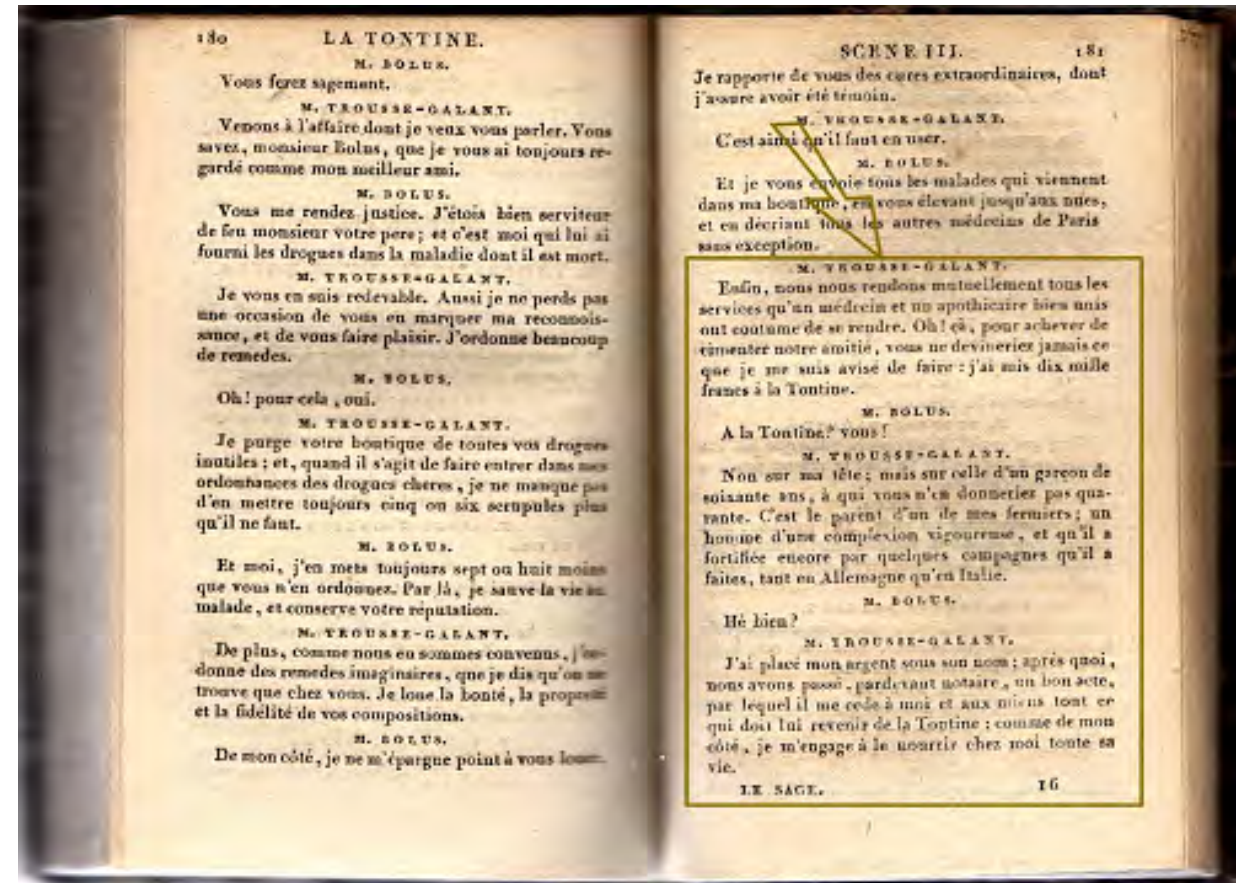 180 LA TONTINE.
M. BOLUS.
Vous ferez sagement.
M. TROUSSE-GALANT.
Venons à l'affaire dont je veux vous parler. Vous
savez, monsieur Bolus, que je vous ai toujours re-
gardé comme mon meilleur ami.
M. BOLUS.
Vous me rendez justice. J'étois bien serviteur
de feu monsieur votre pere; et c'est moi qui lui ai
fourni les drogues dans la maladie dont il est mort.
M. TROUSSE-GALANT.
Je vous en suis redevable. Aussi je ne perds pas
une occasion de vous en marquer ma reconnois-
sance, et de vous faire plaisir. J'ordonne beaucoup
de remedes.
M. BOLUS.
Oh! pour cela, oui.
M. TROUSSE-GALANT.
Je purge votre boutique de toutes vos drogues
inutiles; et, quand il s'agit de faire entrer dans mes
ordonnances des drogues cheres, je ne manque pas
d'en mettre toujours cinq ou six scrupules plus
qu'il ne faut.
M. BOLUS.
Et moi, j'en mets toujours sept ou huit moins
que vous n'en ordonnez. Par là, je sauve la vie au
malade, et conserve votre réputation.
M. TROUSSE-GALANT.
De plus, comme nous en sommes convenus, j'or-
donne des remedes imaginaires, que je dis qu'on ne
trouve que chez vous. Je loue la bonté, la propreté
et la fidélité de vos compositions.
M. BOLUS.
De mon côté, je ne m'épargne point à vous louer.
SCENE III. 181
Je rapporte de vous des cures extraordinaires, dont
j'assure avoir été témoin.
M. TROUSSE-GALANT.
C'est ainsi qu'il faut en user.
M. BOLUS.
Et je vous envoie tous les malades qui viennent
dans ma boutique, en vous élevant jusqu'aux nues,
et en décriant tous les autres médecins de Paris
sans exception.
M. TROUSSE-GALANT.
Enfin, nous nous rendons mutuellement tous les
services qu'un médecin et un apothicaire bien unis
ont coutume de se rendre. Oh! çà, pour achever de
cimenter notre amitié, vous ne devineriez jamais ce
que je me suis avisé de faire: j'ai mis dix mille
francs à la Tontine.
M. BOLUS.
A la Tontine? vous!
M. TROUSSE-GALANT.
Non sur ma tête; mais sur celle d'un garçon de
soixante ans, à qui vous n'en donneriez pas qua-
rante. C'est le parent d'un de mes fermiers; un
homme d'une complexion vigoureuse, et qu'il a
fortifiée encore par quelques campagnes qu'il a
faites, tant en Allemagne qu'en Italie.
M. BOLUS.
Hé bien?
M. TROUSSE-GALANT.
J'ai placé mon argent sous son nom; après quoi,
nous avons passé, pardevant notaire, un bon acte,
par lequel il me cede à moi et aux miens tout ce
qui doit lui revenir de la Tontine: comme de mon
côté, je m'engage à le nourrir chez moi toute sa
vie.
LE SAGE. 16